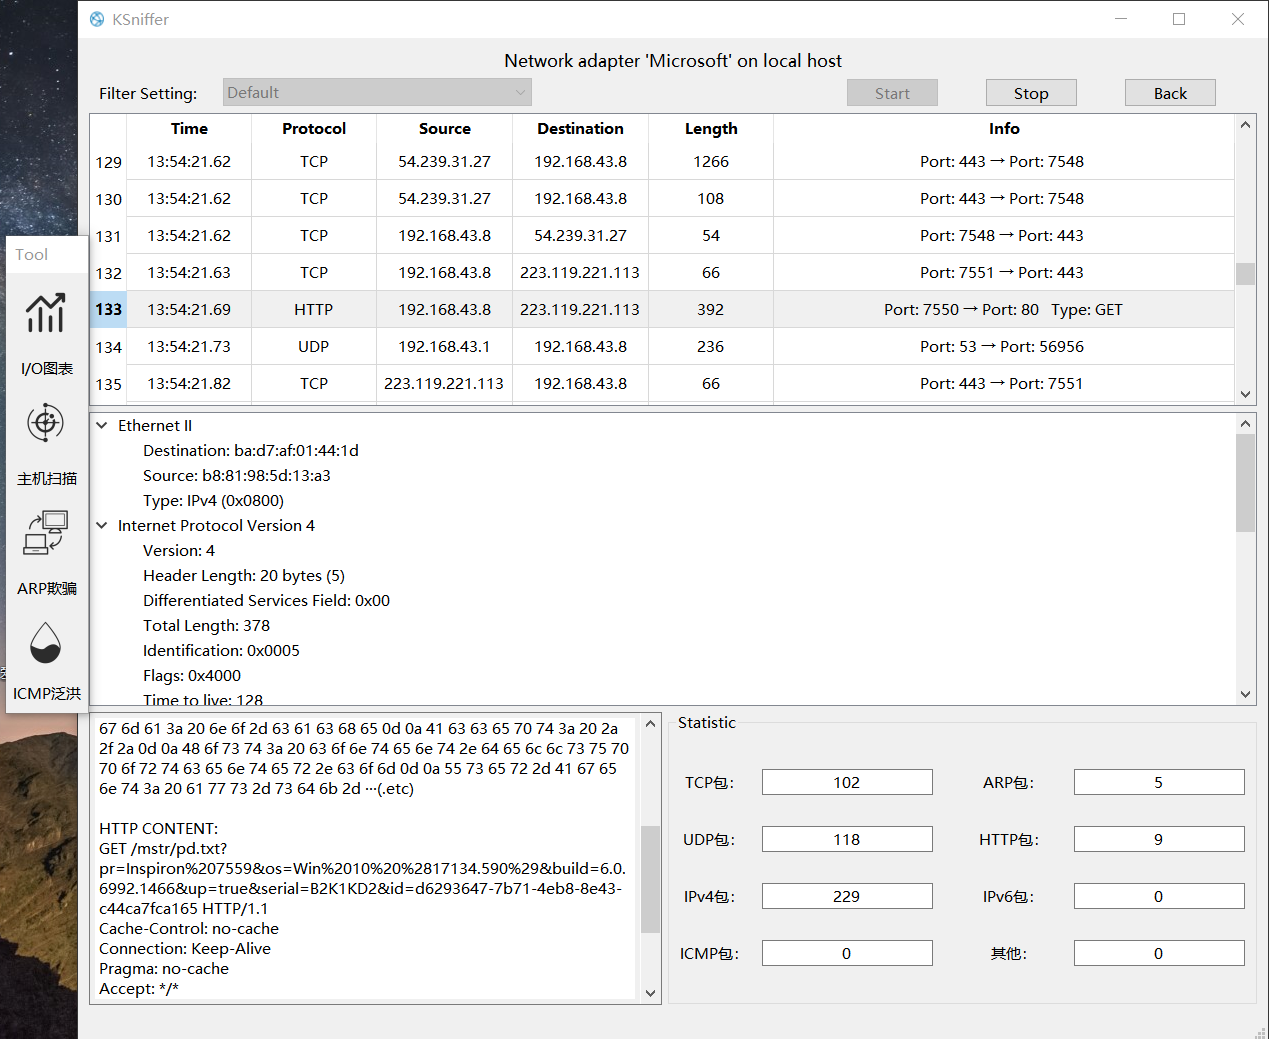 KSniffer
Network adapter 'Microsoft' on local host
Filter Setting:
Default
Start
Stop
Back
Time Protocol Source Destination Length Info
129 13:54:21.62 TCP 54.239.31.27 192.168.43.8 1266 Port: 443 → Port: 7548
130 13:54:21.62 TCP 54.239.31.27 192.168.43.8 108 Port: 443 → Port: 7548
131 13:54:21.62 TCP 192.168.43.8 54.239.31.27 54 Port: 7548 → Port: 443
132 13:54:21.63 TCP 192.168.43.8 223.119.221.113 66 Port: 7551 → Port: 443
133 13:54:21.69 HTTP 192.168.43.8 223.119.221.113 392 Port: 7550 → Port: 80 Type: GET
134 13:54:21.73 UDP 192.168.43.1 192.168.43.8 236 Port: 53 → Port: 56956
135 13:54:21.82 TCP 223.119.221.113 192.168.43.8 66 Port: 443 → Port: 7551
Tool
I/O图表
主机扫描
ARP欺骗
ICMP泛洪
Ethernet II
Destination: ba:d7:af:01:44:1d
Source: b8:81:98:5d:13:a3
Type: IPv4 (0x0800)
Internet Protocol Version 4
Version: 4
Header Length: 20 bytes (5)
Differentiated Services Field: 0x00
Total Length: 378
Identification: 0x0005
Flags: 0x4000
Time to live: 128
67 6d 61 3a 20 6e 6f 2d 63 61 63 68 65 0d 0a 41 63 63 65 70 74 3a 20 2a
2f 2a 0d 0a 48 6f 73 74 3a 20 63 6f 6e 74 65 6e 74 2e 64 65 6c 6c 73 75 70
70 6f 72 74 63 65 6e 74 65 72 2e 63 6f 6d 0d 0a 55 73 65 72 2d 41 67 65
6e 74 3a 20 61 77 73 2d 73 64 6b 2d ···(.etc)
HTTP CONTENT:
GET /mstr/pd.txt?
pr=Inspiron%207559&os=Win%2010%20%2817134.590%29&build=6.0.
6992.1466&up=true&serial=B2K1KD2&id=d6293647-7b71-4eb8-8e43-
c44ca7fca165 HTTP/1.1
Cache-Control: no-cache
Connection: Keep-Alive
Pragma: no-cache
Accept: */*
Statistic
TCP包: 102 ARP包: 5
UDP包: 118 HTTP包: 9
IPv4包: 229 IPv6包: 0
ICMP包: 0 其他: 0